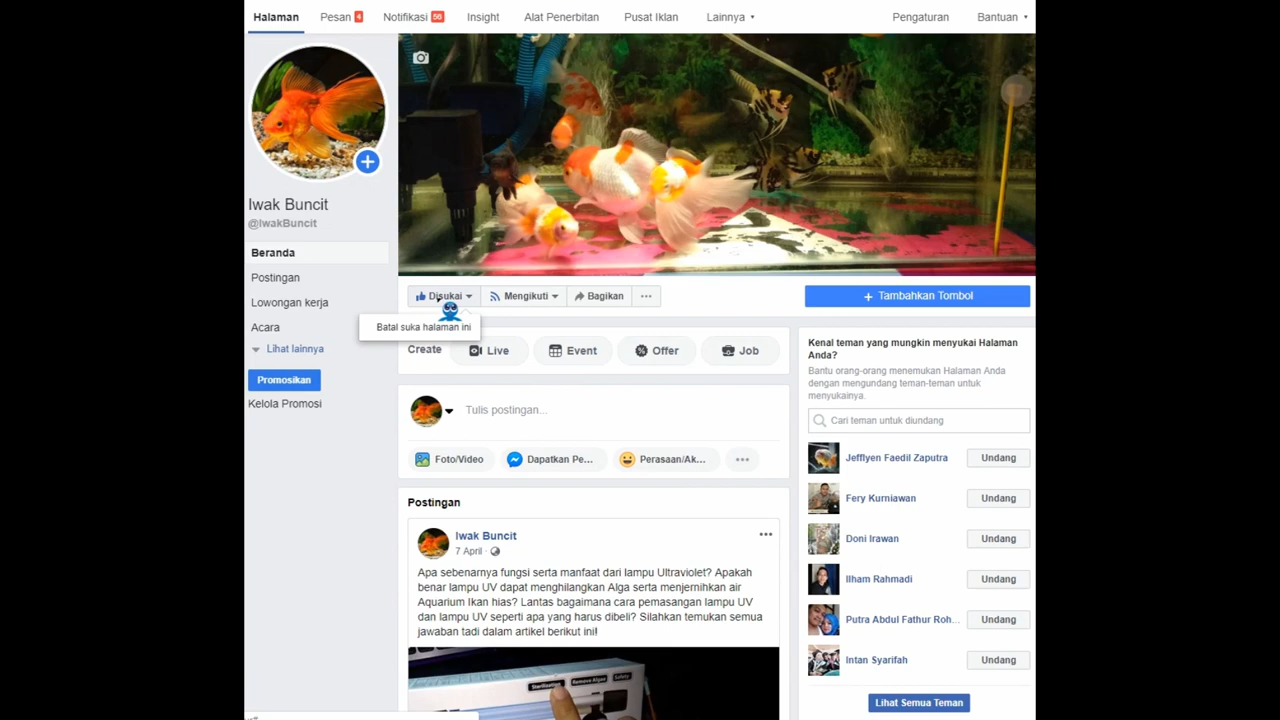 Halaman
Pesan 4
Notifikasi 56
Insight
Alat Penerbitan
Pusat Iklan
Lainnya
Pengaturan
Bantuan
Iwak Buncit
@IwakBuncit
Beranda
Postingan
Lowongan kerja
Acara
Lihat lainnya
Promosikan
Kelola Promosi
Disukai
Mengikuti
Bagikan
Tambahkan Tombol
Batal suka halaman ini
Create
Live
Event
Offer
Job
Tulis postingan...
Foto/Video
Dapatkan Pe...
Perasaan/Ak...
Postingan
Iwak Buncit
7 April
Apa sebenarnya fungsi serta manfaat dari lampu Ultraviolet? Apakah
benar lampu UV dapat menghilangkan Alga serta menjernihkan air
Aquarium Ikan hias? Lantas bagaimana cara pemasangan lampu UV
dan lampu UV seperti apa yang harus dibeli? Silahkan temukan semua
jawaban tadi dalam artikel berikut ini!
Sterilization
Remove Algae
Safety
Kenal teman yang mungkin menyukai Halaman
Anda?
Bantu orang-orang menemukan Halaman Anda
dengan mengundang teman-teman untuk
menyukainya.
Cari teman untuk diundang
Jefflyen Faedil Zaputra
Undang
Fery Kurniawan
Undang
Doni Irawan
Undang
Ilham Rahmadi
Undang
Putra Abdul Fathur Roh...
Undang
Intan Syarifah
Undang
Lihat Semua Teman